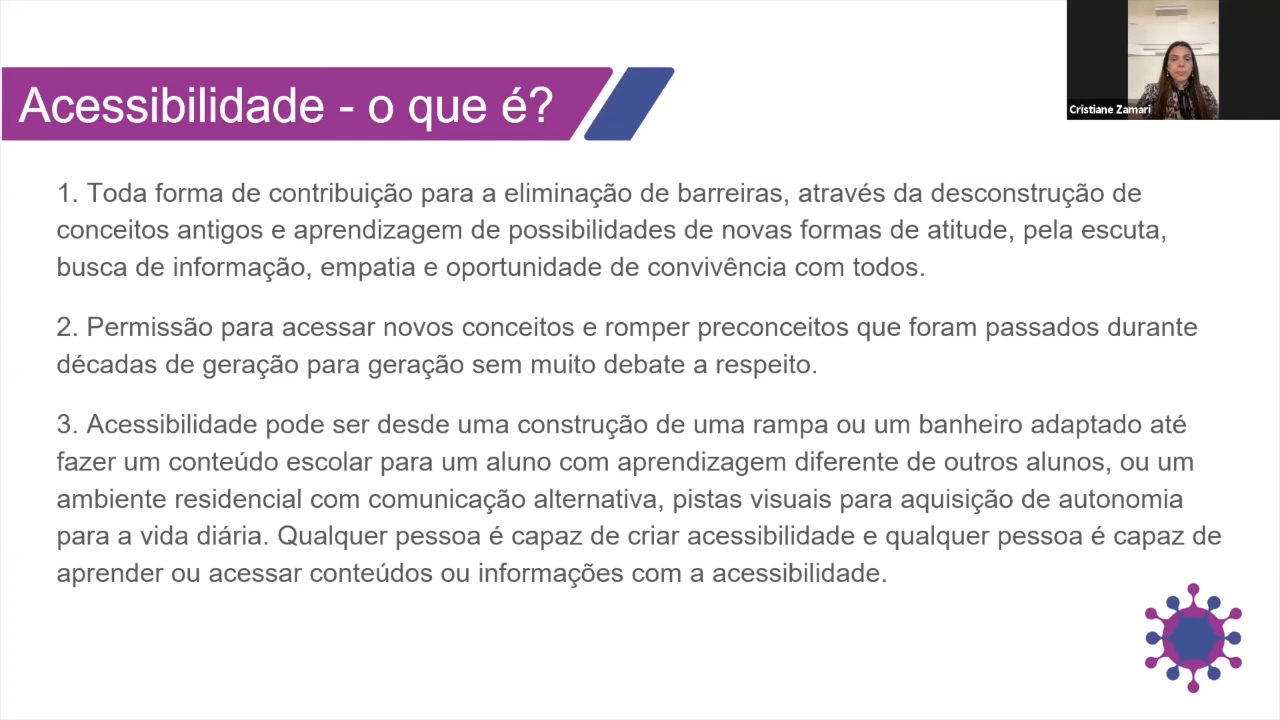 Acessibilidade - o que é?
Cristiane Zamari
1. Toda forma de contribuição para a eliminação de barreiras, através da desconstrução de
conceitos antigos e aprendizagem de possibilidades de novas formas de atitude, pela escuta,
busca de informação, empatia e oportunidade de convivência com todos.
2. Permissão para acessar novos conceitos e romper preconceitos que foram passados durante
décadas de geração para geração sem muito debate a respeito.
3. Acessibilidade pode ser desde uma construção de uma rampa ou um banheiro adaptado até
fazer um conteúdo escolar para um aluno com aprendizagem diferente de outros alunos, ou um
ambiente residencial com comunicação alternativa, pistas visuais para aquisição de autonomia
para a vida diária. Qualquer pessoa é capaz de criar acessibilidade e qualquer pessoa é capaz de
aprender ou acessar conteúdos ou informações com a acessibilidade.